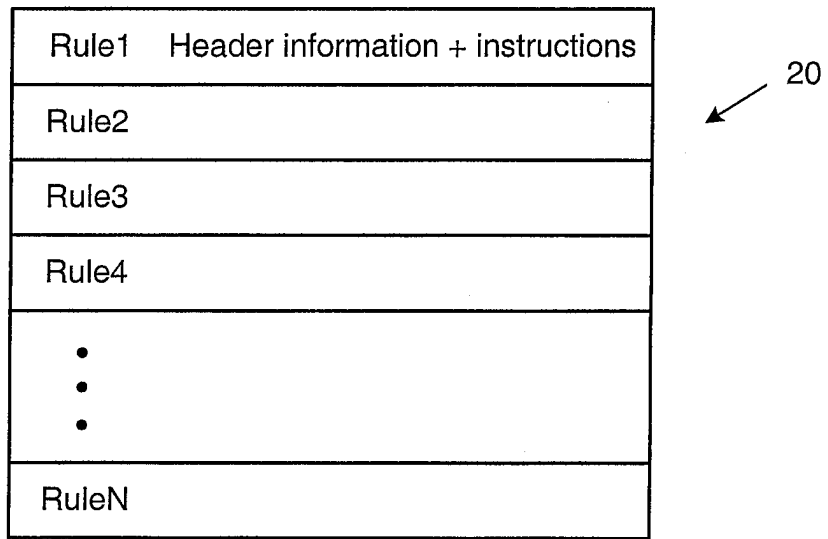 Rule1 Header information + instructions
20
Rule2
Rule3
Rule4
RuleN